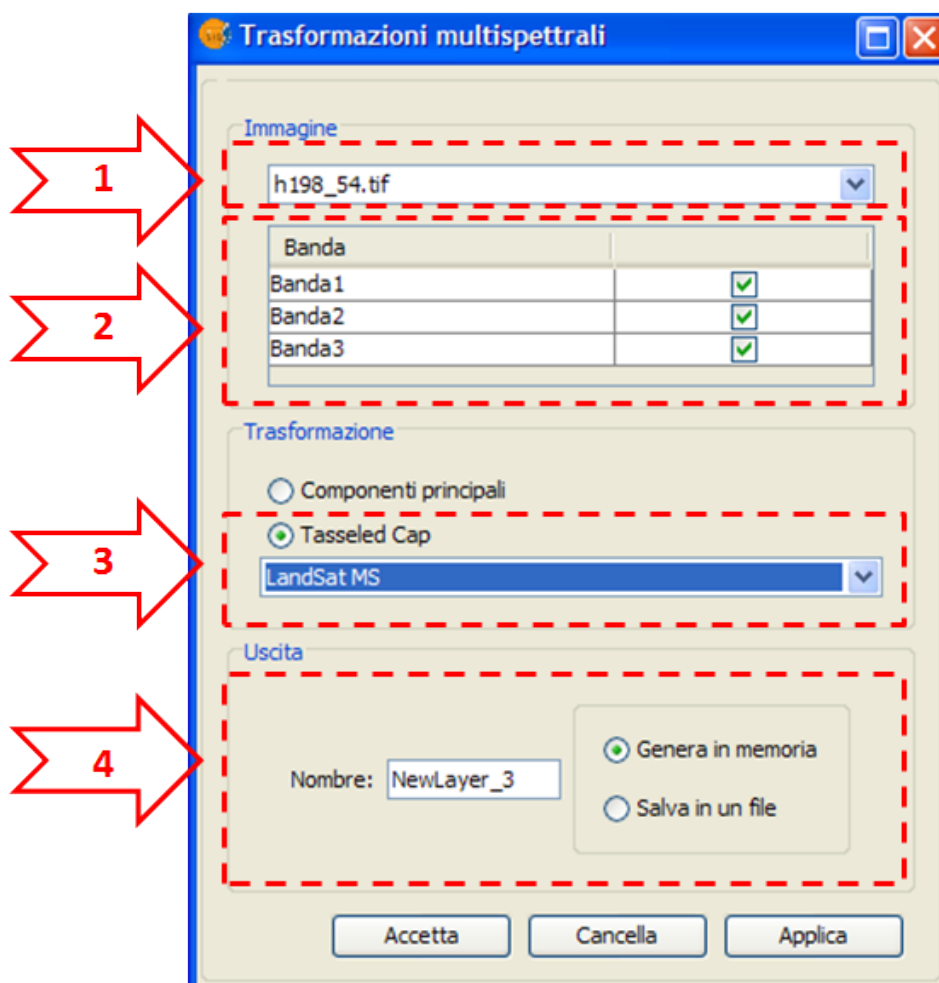 Trasformazioni multispettrali
Immagine
1
h198_54.tif
Banda
Banda1
2
Banda2
Banda3
Trasformazione
Componenti principali
Tasseled Cap
3
LandSat MS
Uscita
4
Genera in memoria
Nombre: NewLayer_3
Salva in un file
Accetta Cancella Applica